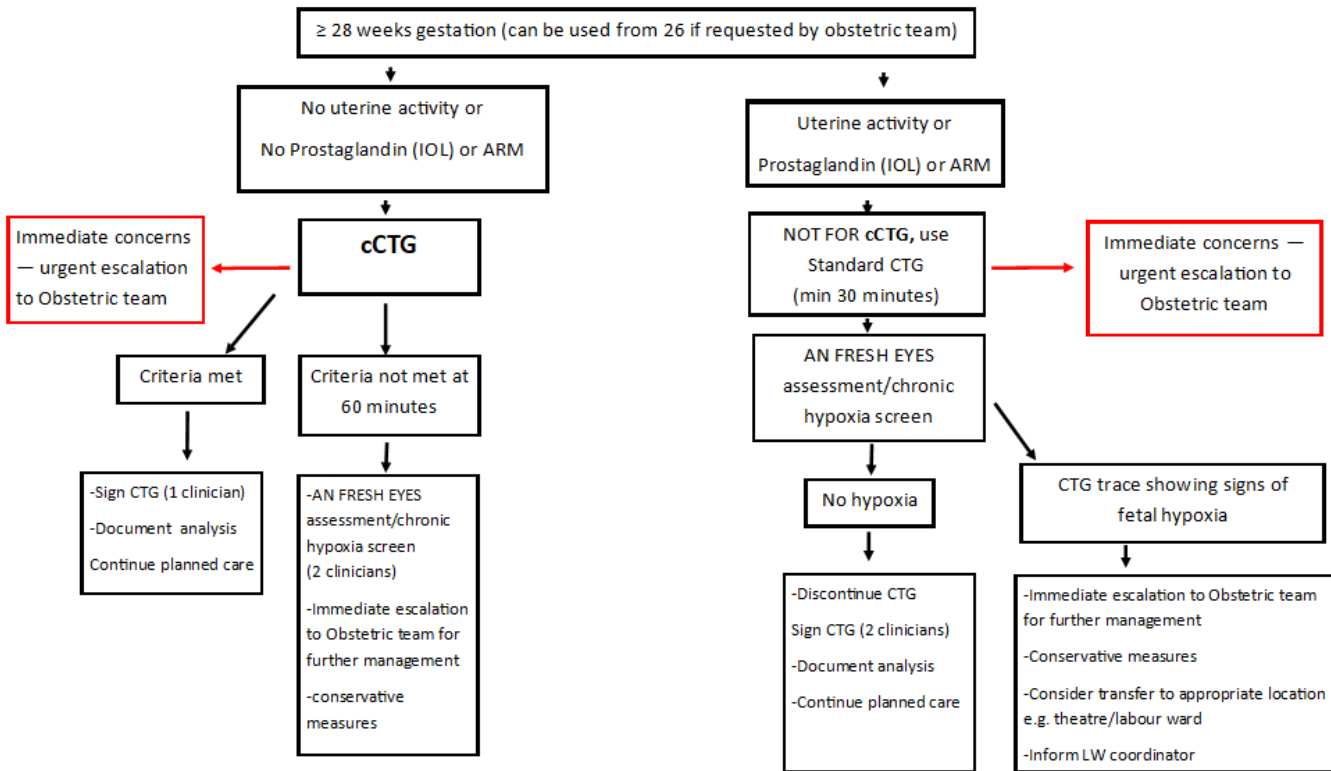 ≥ 28 weeks gestation (can be used from 26 if requested by obstetric team)
No uterine activity or
No Prostaglandin (IOL) or ARM
Uterine activity or
Prostaglandin (IOL) or ARM
Immediate concerns
— urgent escalation
to Obstetric team
cCTG
NOT FOR cCTG, use
Standard CTG
(min 30 minutes)
Immediate concerns —
urgent escalation to
Obstetric team
Criteria met
Criteria not met at
60 minutes
AN FRESH EYES
assessment/chronic
hypoxia screen
-Sign CTG (1 clinician)
-Document analysis
Continue planned care
-AN FRESH EYES
assessment/chronic
hypoxia screen
(2 clinicians)
-Immediate escalation
to Obstetric team for
further management
-conservative
measures
No hypoxia
CTG trace showing signs of
fetal hypoxia
-Discontinue CTG
Sign CTG (2 clinicians)
-Document analysis
-Continue planned care
-Immediate escalation to Obstetric team
for further management
-Conservative measures
-Consider transfer to appropriate location
e.g. theatre/labour ward
-Inform LW coordinator